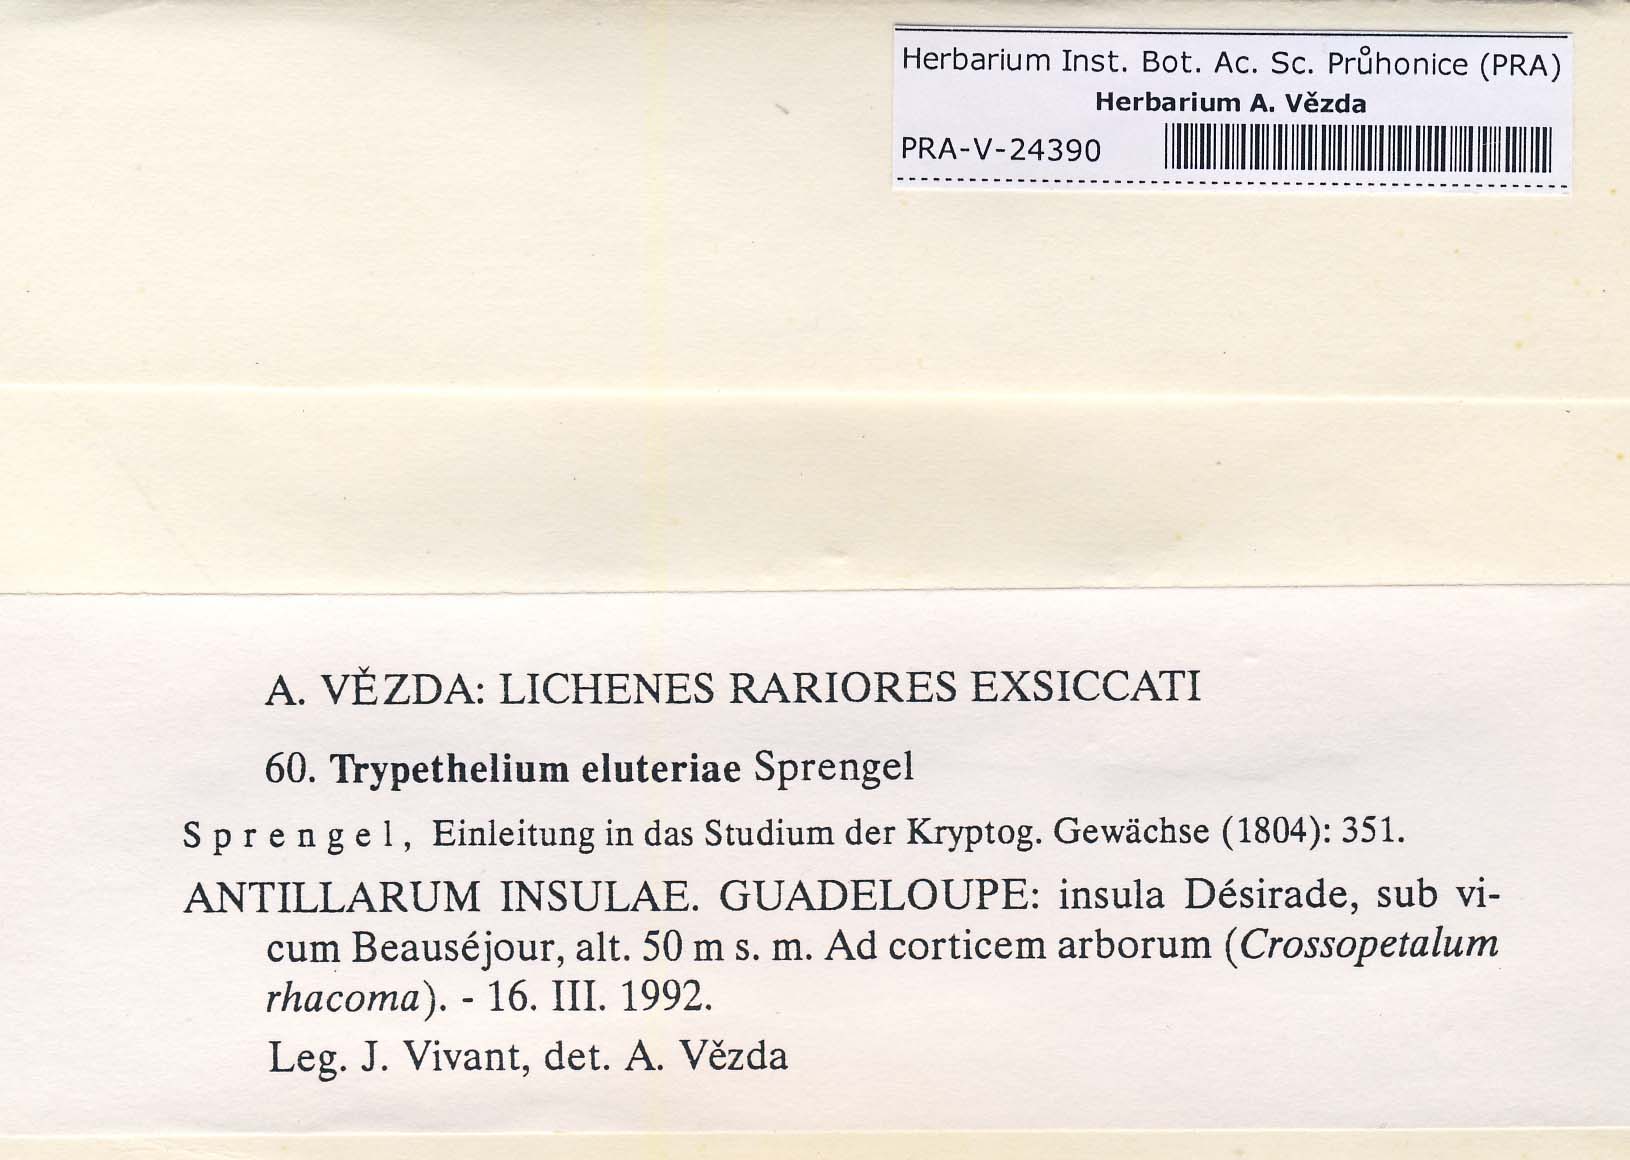 Herbarium Inst. Bot. Ac. Sc. Průhonice (PRA)
Herbarium A. Vězda
PRA-V-24390
A. VĚZDA: LICHENES RARIORES EXSICCATI
60. Trypethelium eluteriae Sprengel
Sprengel, Einleitung in das Studium der Kryptog. Gewächse (1804): 351.
ANTILLARUM INSULAE. GUADELOUPE: insula Désirade, sub vi-
cum Beauséjour, alt. 50 m s. m. Ad corticem arborum (Crossopetalum
rhacoma). - 16. III. 1992.
Leg. J. Vivant, det. A. Vězda